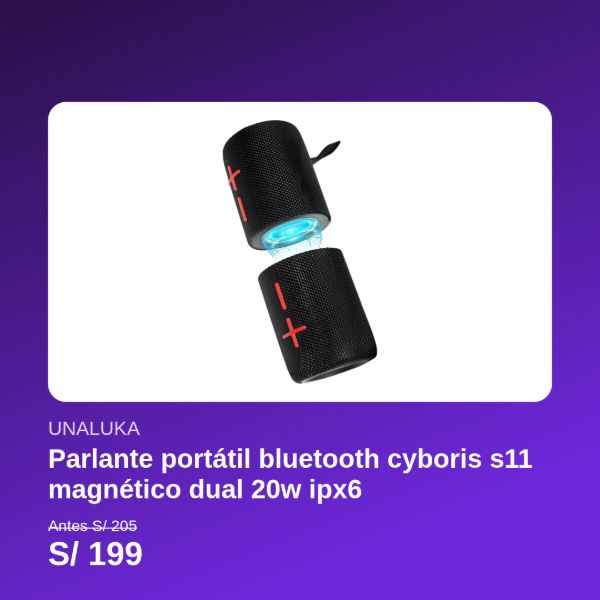 UNALUKA
Parlante portátil bluetooth cyboris s11
magnético dual 20w ipx6
Antes S/ 205
S/ 199